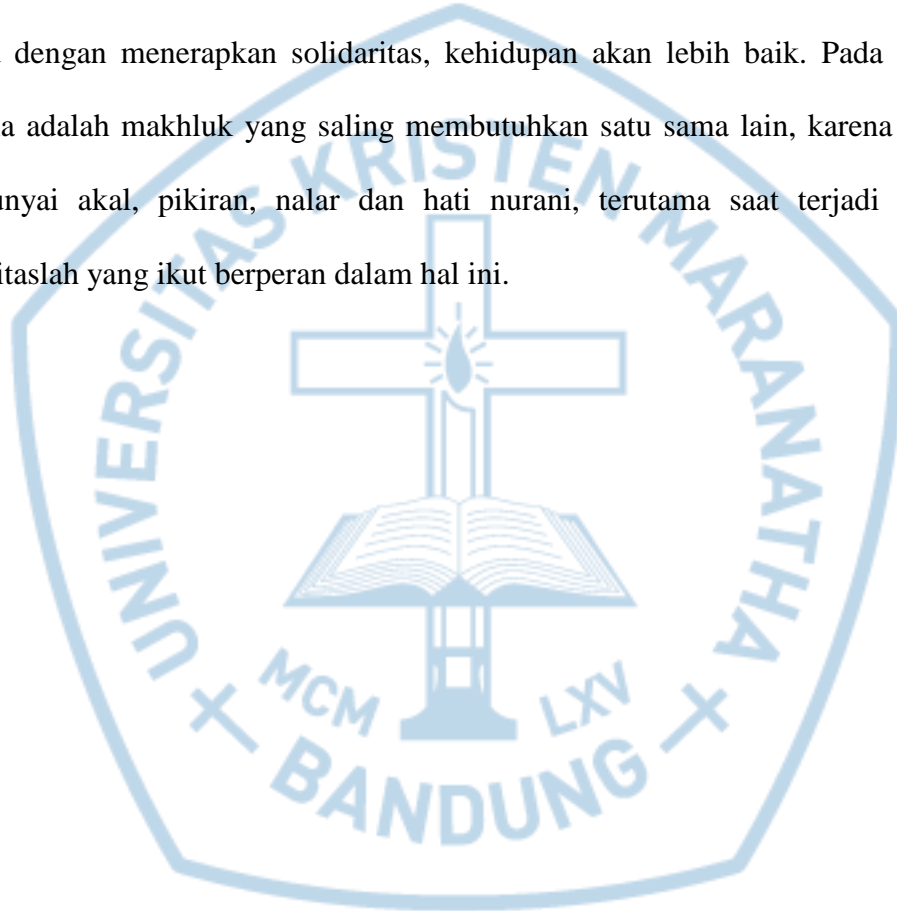 dengan menerapkan solidaritas, kehidupan akan lebih baik. Pada
adalah makhluk yang saling membutuhkan satu sama lain, karena
akal, pikiran, nalar dan hati nurani, terutama saat terjadi
yang ikut berperan dalam hal ini.
UNIVERSITAS KRISTEN MARANATHA
MCM LXV
BANDUNG